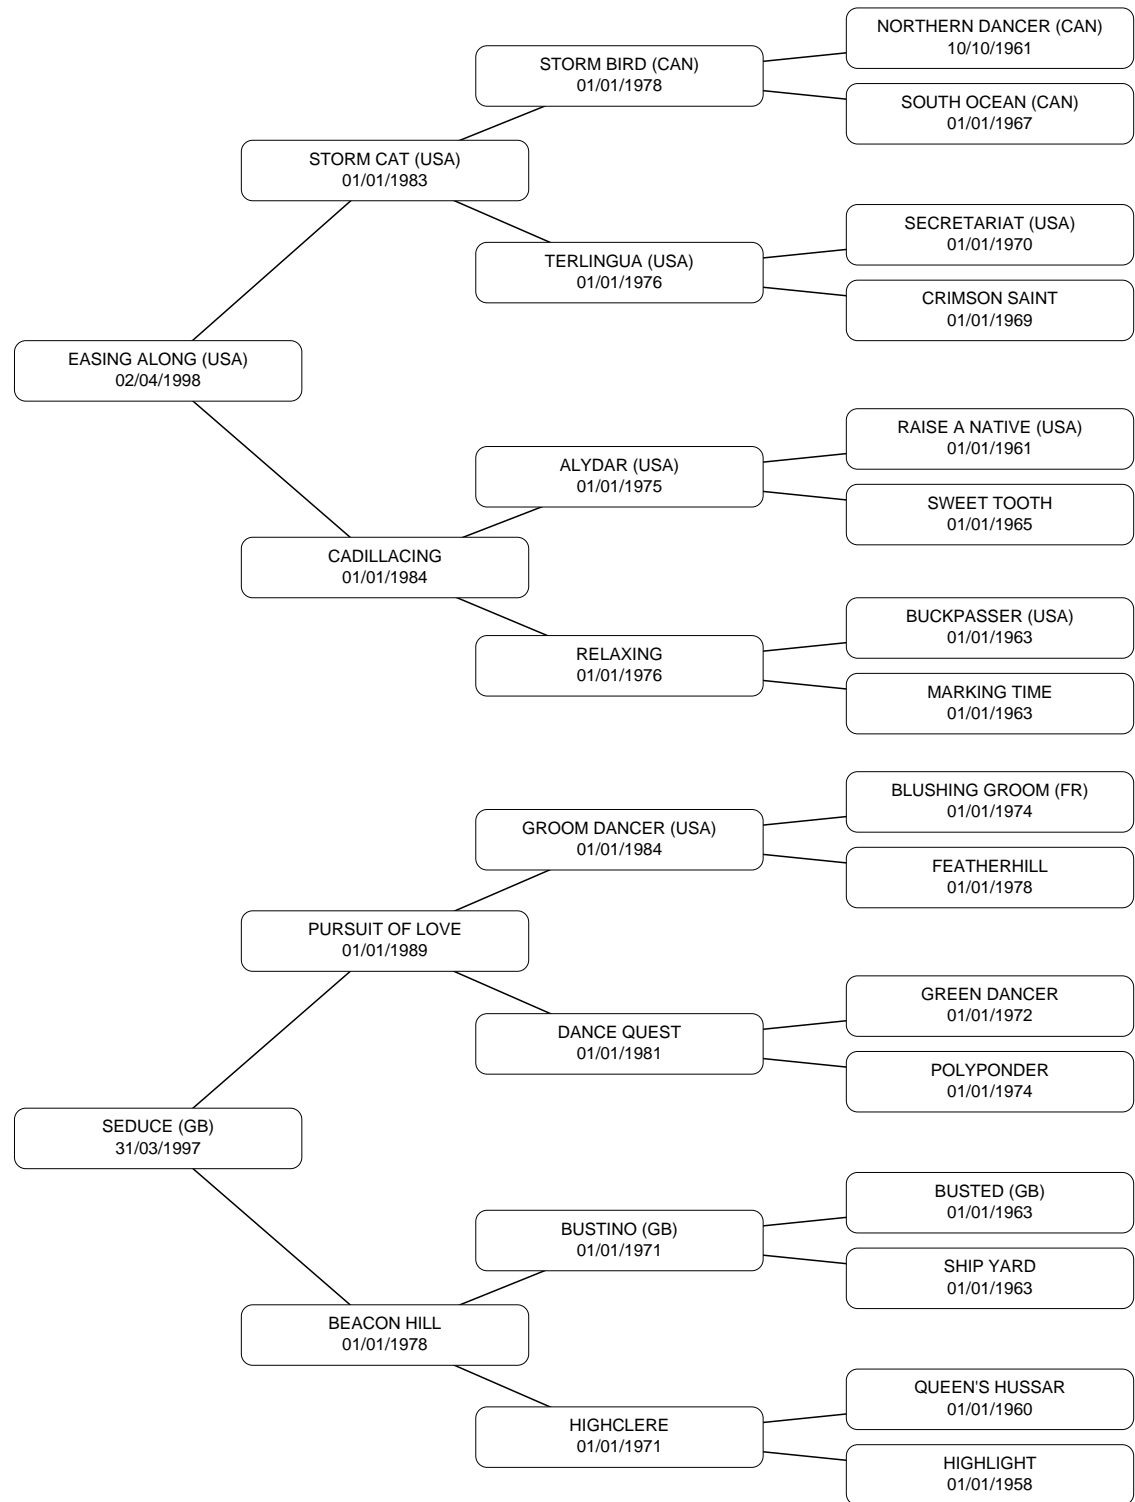 NORTHERN DANCER (CAN)
10/10/1961
STORM BIRD (CAN)
01/01/1978
SOUTH OCEAN (CAN)
01/01/1967
STORM CAT (USA)
01/01/1983
SECRETARIAT (USA)
01/01/1970
TERLINGUA (USA)
01/01/1976
CRIMSON SAINT
01/01/1969
EASING ALONG (USA)
02/04/1998
RAISE A NATIVE (USA)
01/01/1961
ALYDAR (USA)
01/01/1975
SWEET TOOTH
01/01/1965
CADILLACING
01/01/1984
BUCKPASSER (USA)
01/01/1963
RELAXING
01/01/1976
MARKING TIME
01/01/1963
BLUSHING GROOM (FR)
01/01/1974
GROOM DANCER (USA)
01/01/1984
FEATHERHILL
01/01/1978
PURSUIT OF LOVE
01/01/1989
GREEN DANCER
01/01/1972
DANCE QUEST
01/01/1981
POLYPONDER
01/01/1974
SEDUCE (GB)
31/03/1997
BUSTED (GB)
01/01/1963
BUSTINO (GB)
01/01/1971
SHIP YARD
01/01/1963
BEACON HILL
01/01/1978
QUEEN'S HUSSAR
01/01/1960
HIGHCLERE
01/01/1971
HIGHLIGHT
01/01/1958